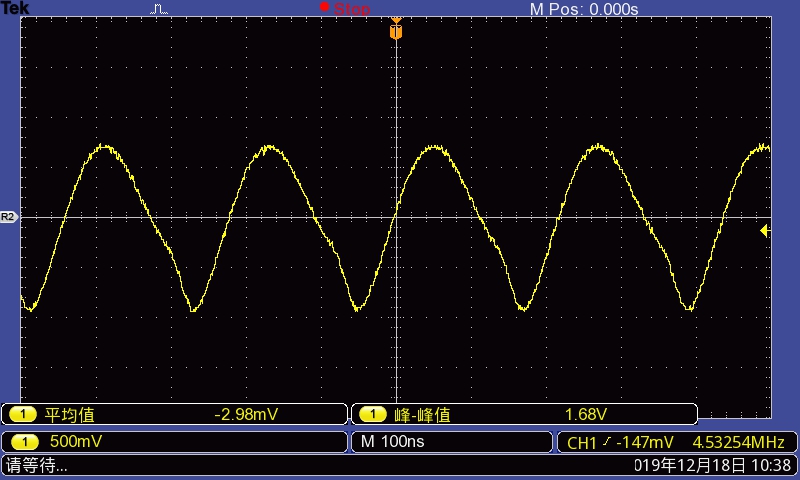 Tek Stop M Pos: 0.000s
T
R2
1 平均值 -2.98mV 1 峰-峰值 1.68V
1 500mV M 100ns CH1 -147mV 4.53254MHz
请等待... 019年12月18日 10:38